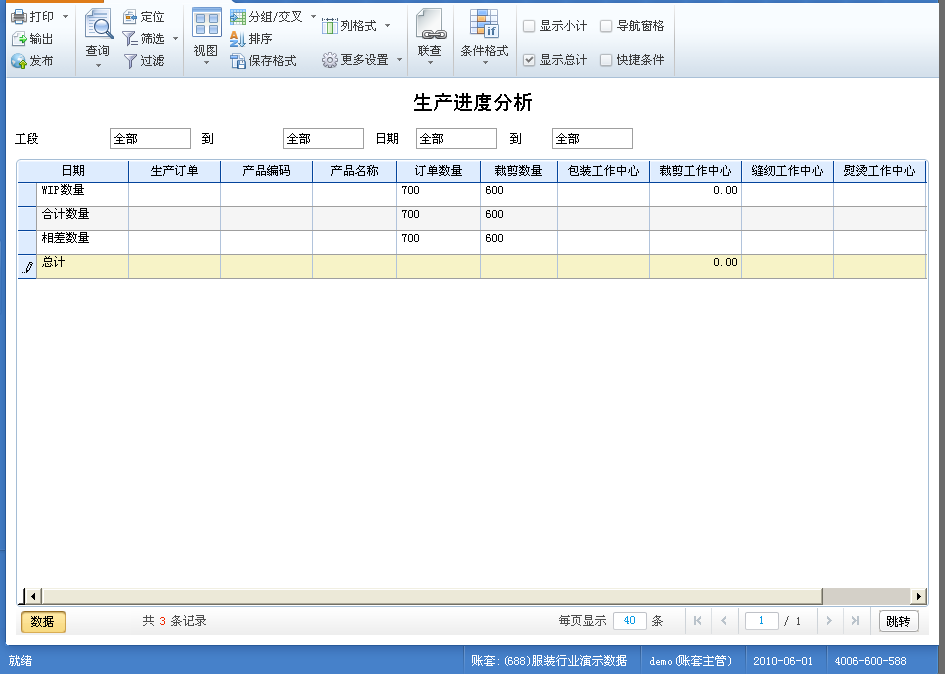 打印
输出
发布
查询
定位
筛选
过滤
视图
分组/交叉
排序
保存格式
列格式
更多设置
联查
条件格式
显示小计 导航窗格
显示总计 快捷条件
生产进度分析
工段 全部 到 全部 日期 全部 到 全部
日期 生产订单 产品编码 产品名称 订单数量 裁剪数量 包装工作中心 裁剪工作中心 缝纫工作中心 熨烫工作中心
WIP数量 700 600 0.00
合计数量 700 600
相差数量 700 600
总计 0.00
数据 共 3 条记录 每页显示 40 条 1 / 1 跳转
就绪 账套: (688)服装行业演示数据 demo(账套主管) 2010-06-01 4006-600-588